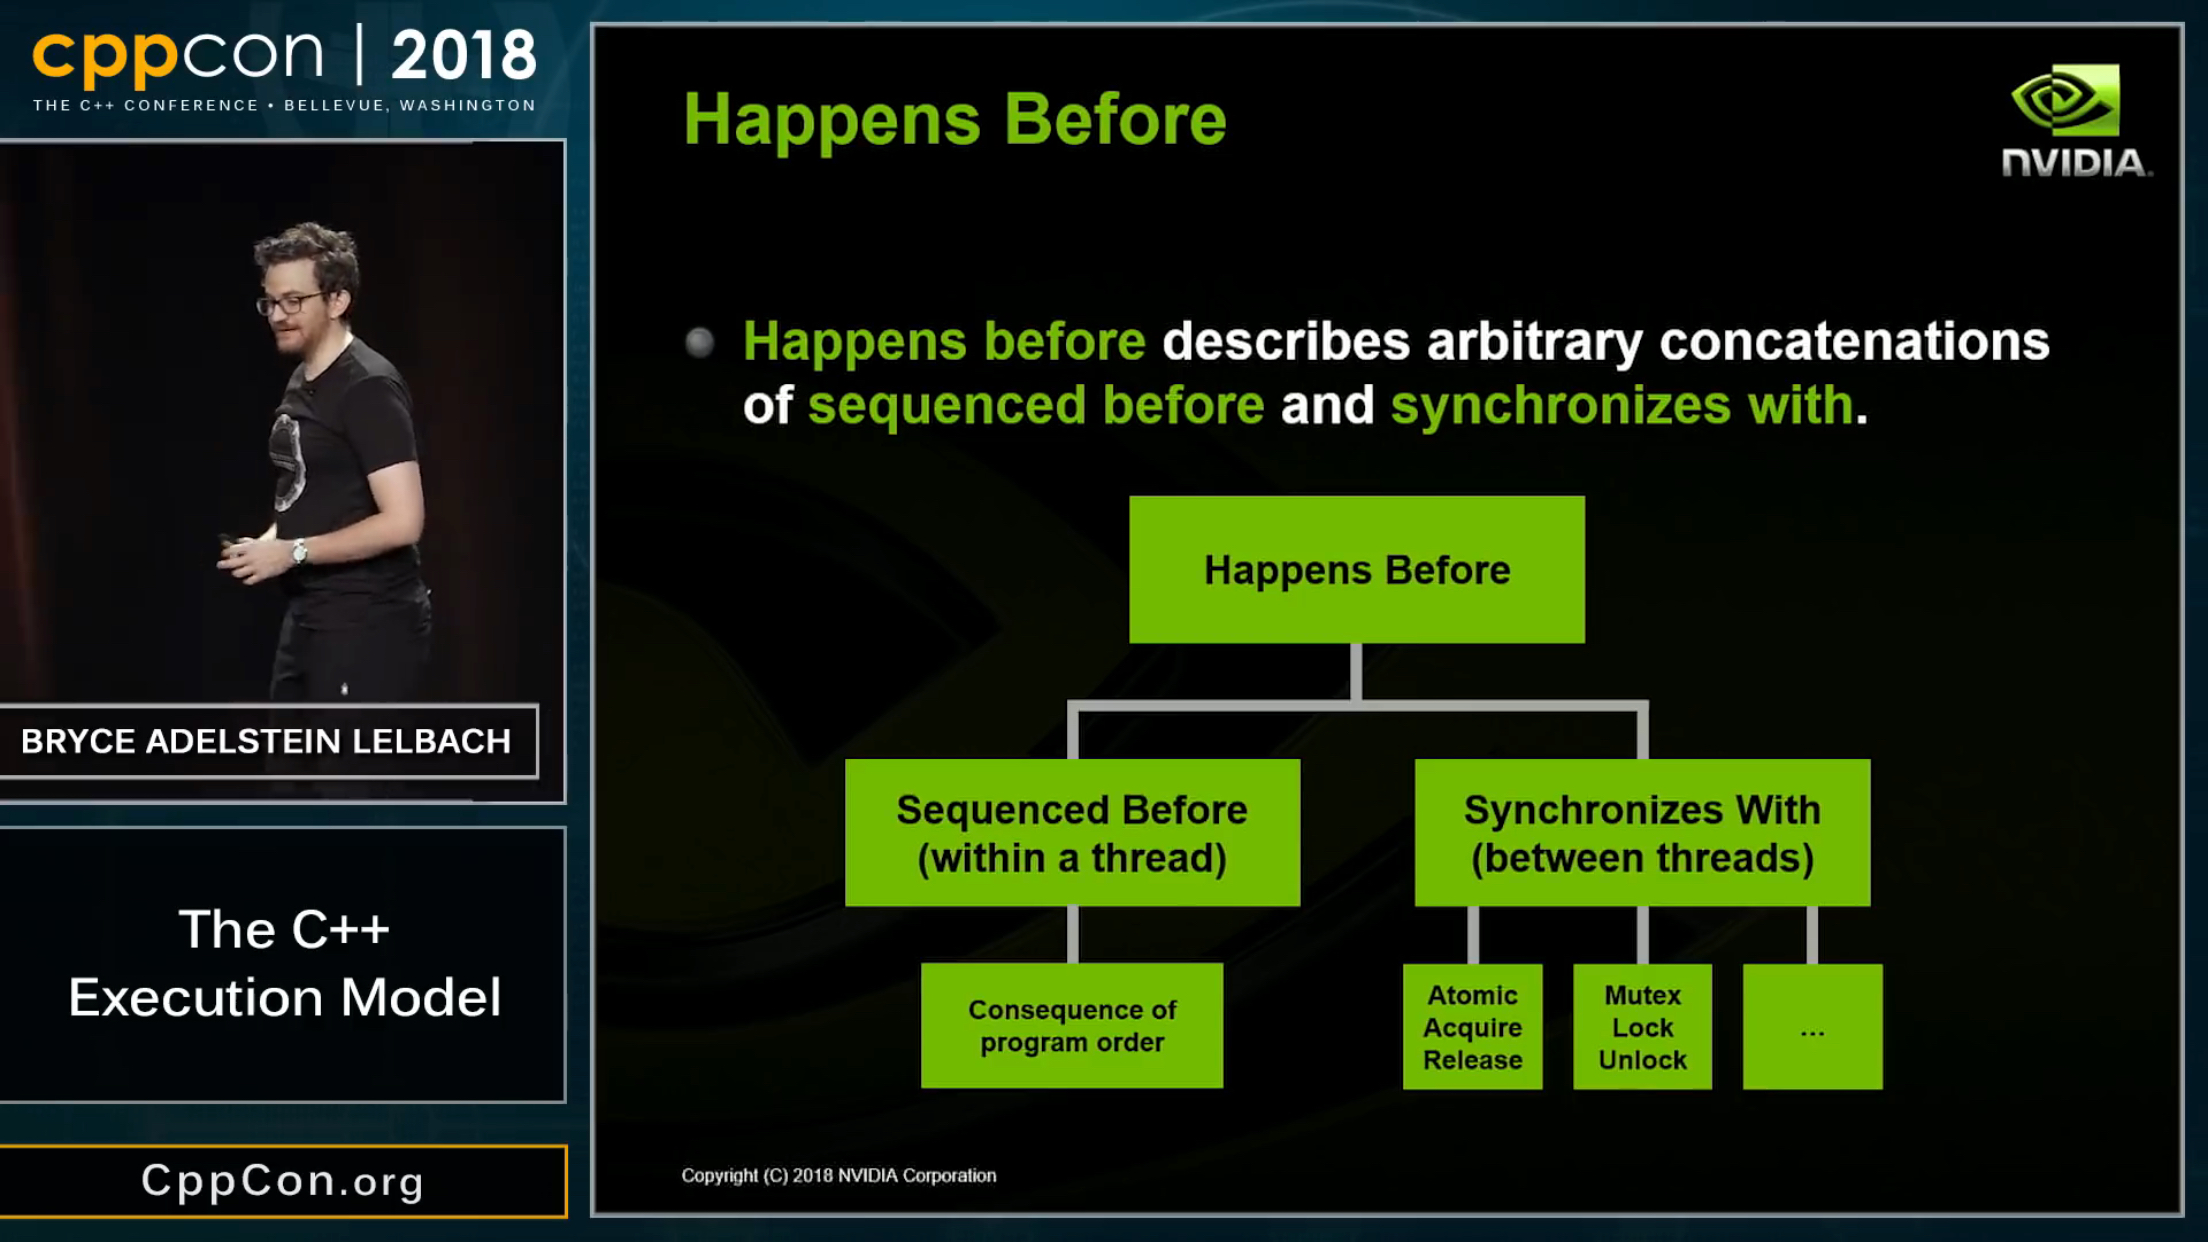 cppcon | 2018
THE C++ CONFERENCE • BELLEVUE, WASHINGTON
BRYCE ADELSTEIN LELBACH
The C++
Execution Model
CppCon.org
Happens Before
NVIDIA.
Happens before describes arbitrary concatenations
of sequenced before and synchronizes with.
Happens Before
Sequenced Before
(within a thread)
Synchronizes With
(between threads)
Consequence of
program order
Atomic
Acquire
Release
Mutex
Lock
Unlock
...
Copyright (C) 2018 NVIDIA Corporation